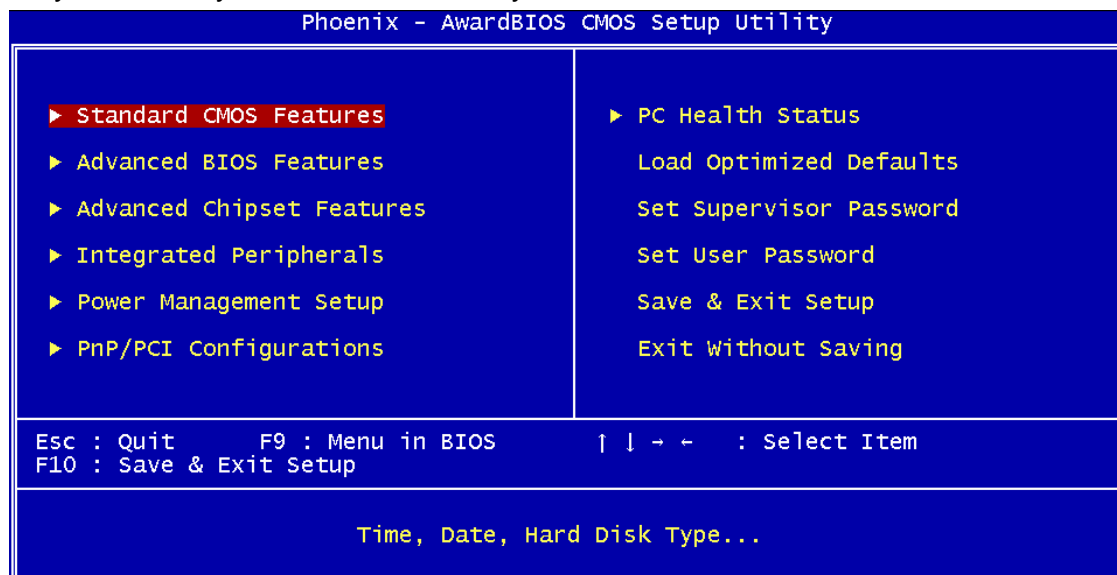 Phoenix - AwardBIOS CMOS Setup Utility
▶ Standard CMOS Features
▶ Advanced BIOS Features
▶ Advanced Chipset Features
▶ Integrated Peripherals
▶ Power Management Setup
▶ PnP/PCI Configurations
▶ PC Health Status
Load Optimized Defaults
Set Supervisor Password
Set User Password
Save & Exit Setup
Exit Without Saving
Esc : Quit F9 : Menu in BIOS ↑ ↓ → ← : Select Item
F10 : Save & Exit Setup
Time, Date, Hard Disk Type...